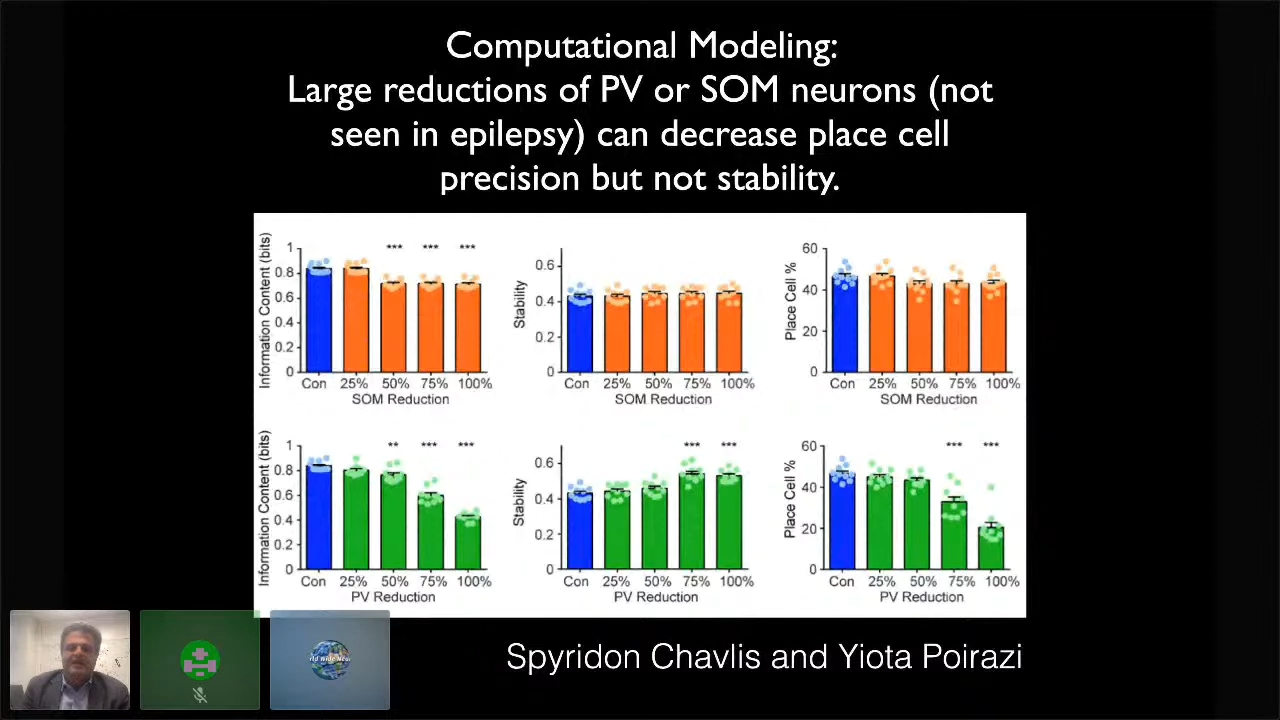 Computational Modeling:
Large reductions of PV or SOM neurons (not
seen in epilepsy) can decrease place cell
precision but not stability.
Information Content (bits)
1
0.8
0.6
0.4
0.2
0
*** *** ***
Con 25% 50% 75% 100%
SOM Reduction
Stability
0.6
0.4
0.2
0
Con 25% 50% 75% 100%
SOM Reduction
Place Cell %
60
40
20
0
Con 25% 50% 75% 100%
SOM Reduction
Information Content (bits)
1
0.8
0.6
0.4
0.2
0
** *** ***
Con 25% 50% 75% 100%
PV Reduction
Stability
0.6
0.4
0.2
0
*** ***
Con 25% 50% 75% 100%
PV Reduction
Place Cell %
60
40
20
0
*** ***
Con 25% 50% 75% 100%
PV Reduction
Spyridon Chavlis and Yiota Poirazi